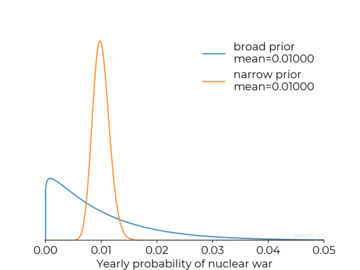 broad prior
mean=0.01000
narrow prior
mean=0.01000
0.00 0.01 0.02 0.03 0.04 0.05
Yearly probability of nuclear war